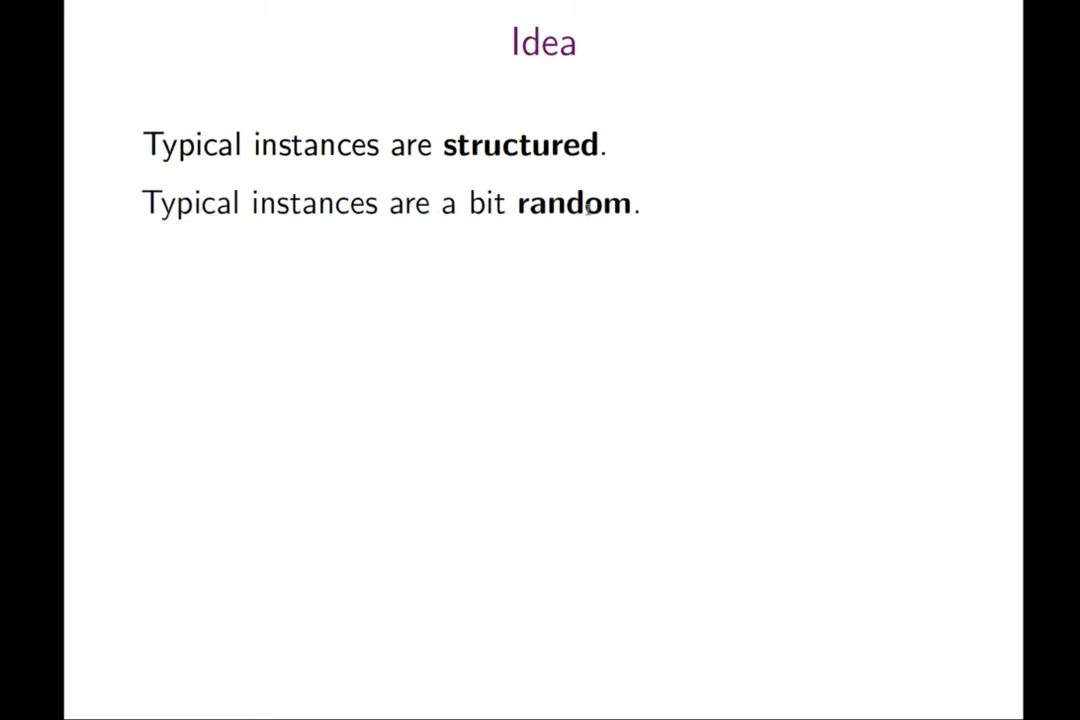 Idea
Typical instances are structured.
Typical instances are a bit random.